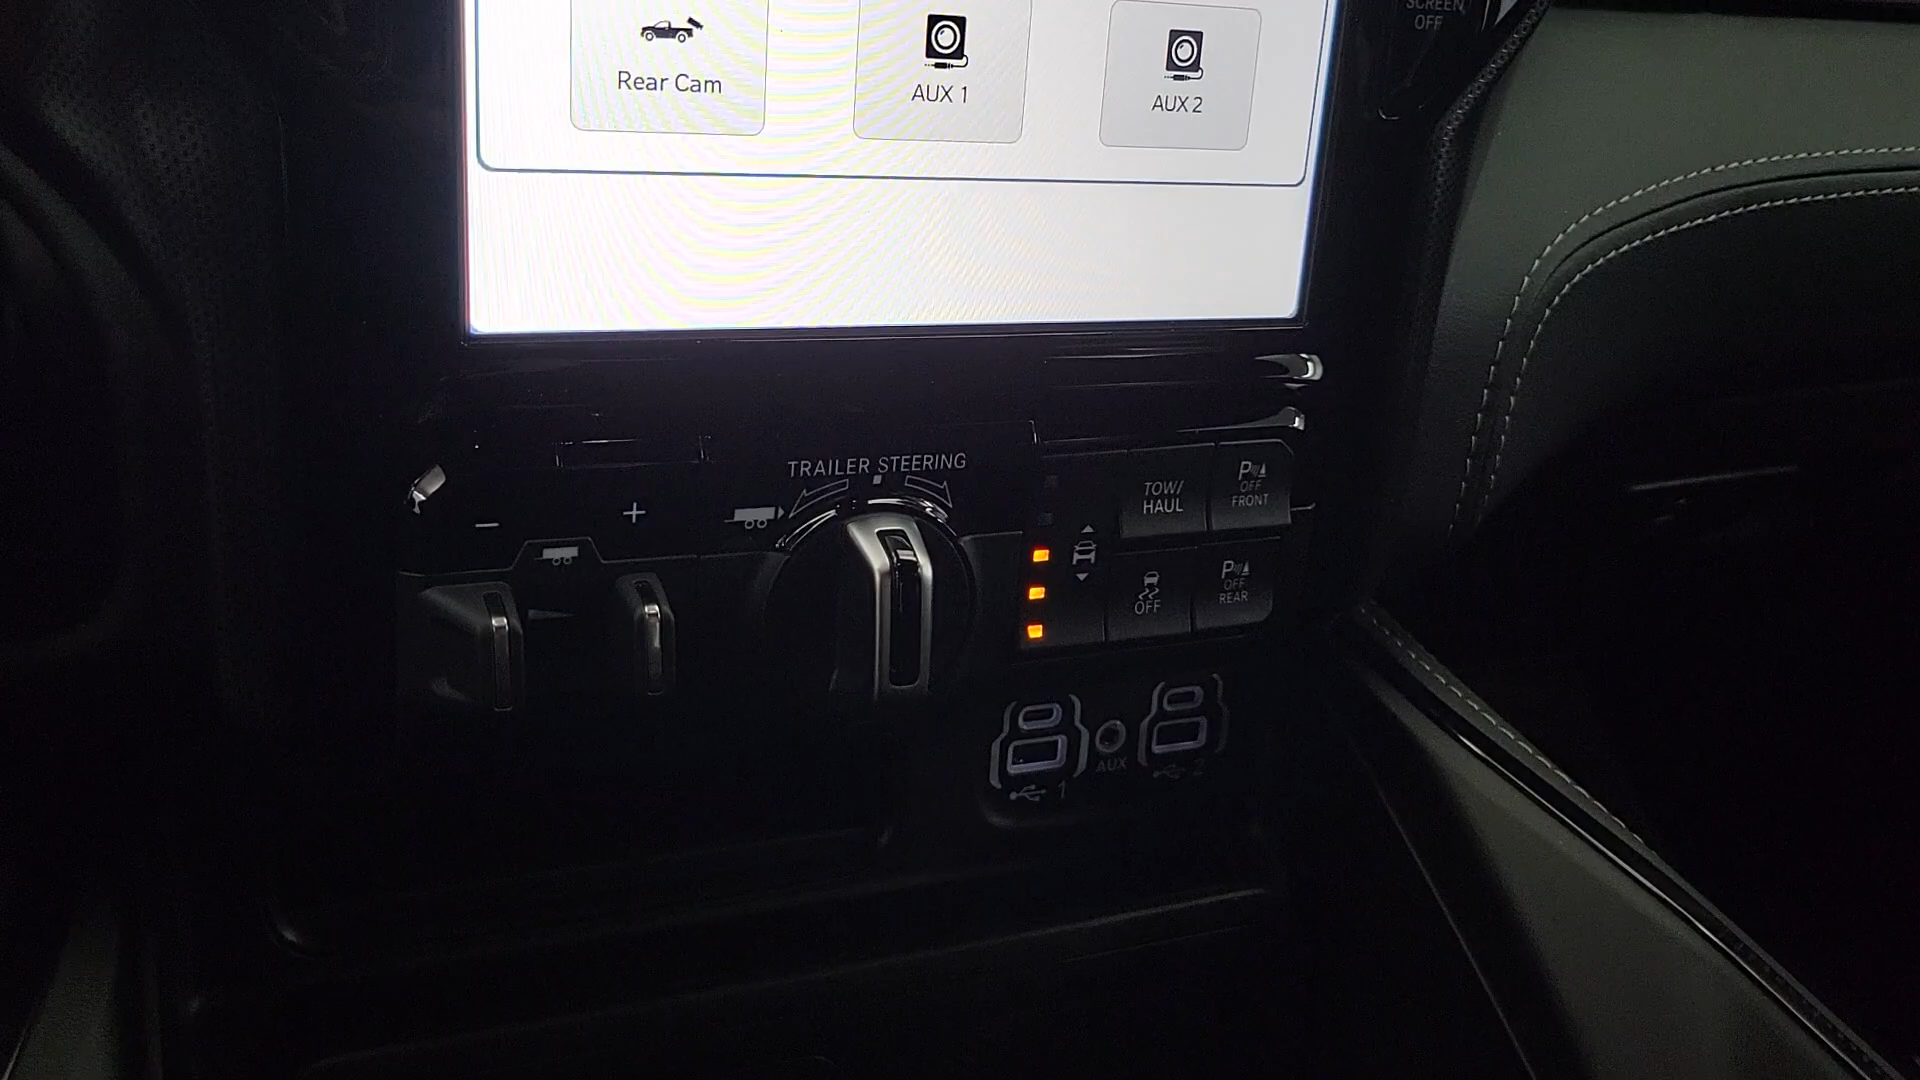 SCREEN
OFF
Rear Cam
AUX 1
AUX 2
TRAILER STEERING
− +
TOW/
HAUL
P
OFF
FRONT
OFF
P
OFF
REAR
AUX
1
2